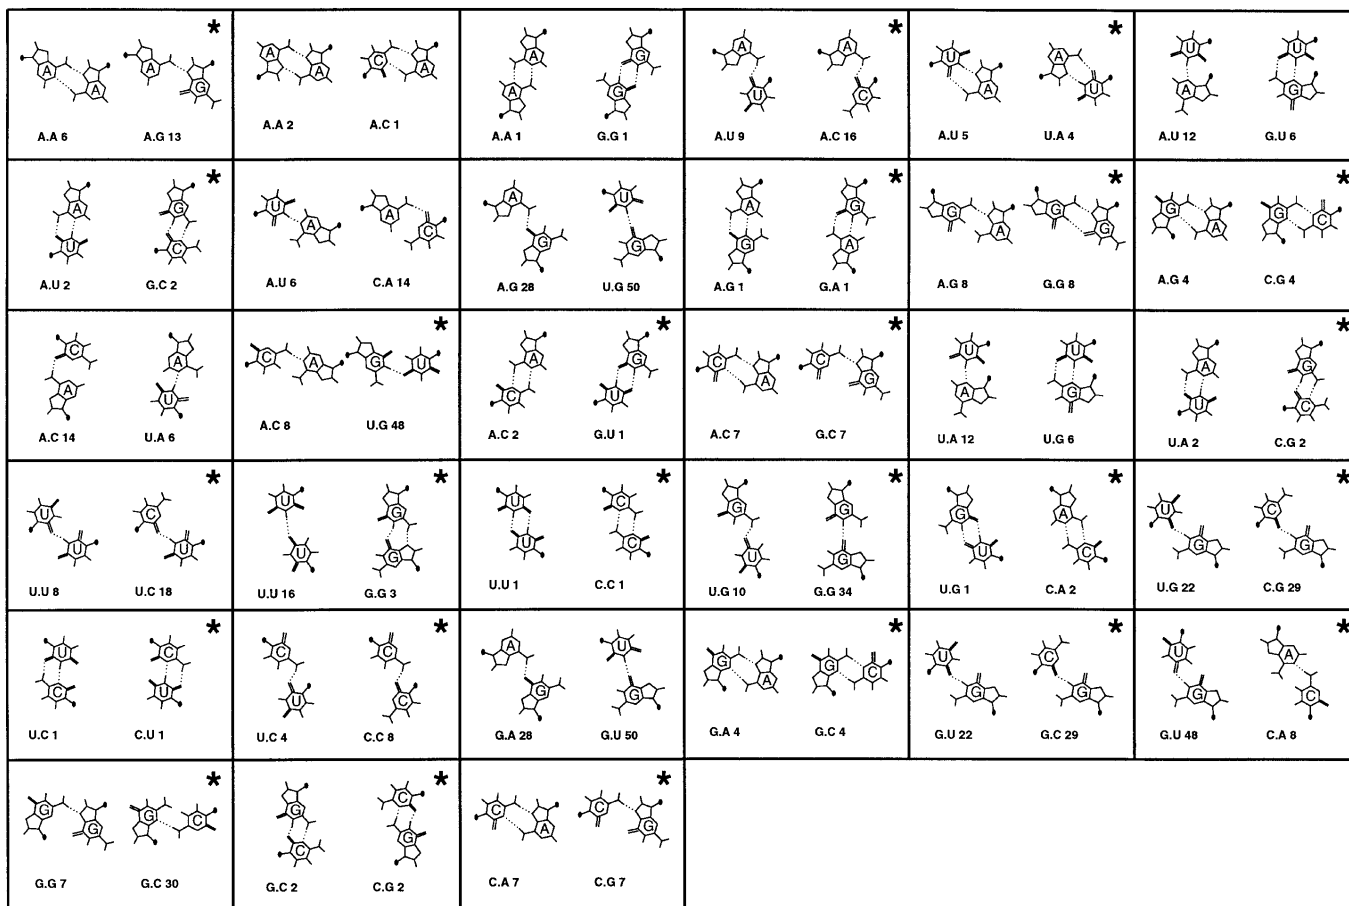 *
A A A G
A.A 6 A.G 13
A A C A
A.A 2 A.C 1
A A G G
A.A 1 G.G 1
*
A U A C
A.U 9 A.C 16
*
U A A U
A.U 5 U.A 4
U A U G
A.U 12 G.U 6
*
A U G C
A.U 2 G.C 2
U A A C
A.U 6 C.A 14
A G U G
A.G 28 U.G 50
*
A G G A
A.G 1 G.A 1
*
G A G G
A.G 8 G.G 8
*
G A G C
A.G 4 C.G 4
C A A U
A.C 14 U.A 6
*
C A G U
A.C 8 U.G 48
*
A C G U
A.C 2 G.U 1
*
C A C G
A.C 7 G.C 7
U A U G
U.A 12 U.G 6
*
A U G C
U.A 2 C.G 2
*
U U C U
U.U 8 U.C 18
*
U U G G
U.U 16 G.G 3
*
U U C C
U.U 1 C.C 1
*
G U G G
U.G 10 G.G 34
*
G U A C
U.G 1 C.A 2
*
U G C G
U.G 22 C.G 29
*
U C C U
U.C 1 C.U 1
*
C U C C
U.C 4 C.C 8
A G U G
G.A 28 G.U 50
*
G A G C
G.A 4 G.C 4
*
U G C G
G.U 22 G.C 29
*
U G A C
G.U 48 C.A 8
*
G G G C
G.G 7 G.C 30
*
G C C G
G.C 2 C.G 2
*
C A C G
C.A 7 C.G 7